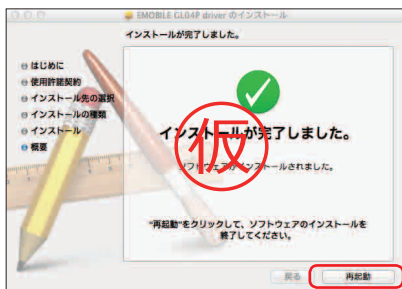 EMOBILE GL04P driver のインストール
インストールが完了しました。
はじめに
使用許諾契約
インストール先の選択
インストールの種類
インストール
概要
インストールが完了しました。
仮
ソフトウェアがインストールされました。
"再起動"をクリックして、ソフトウェアのインストールを
終了してください。
戻る
再起動